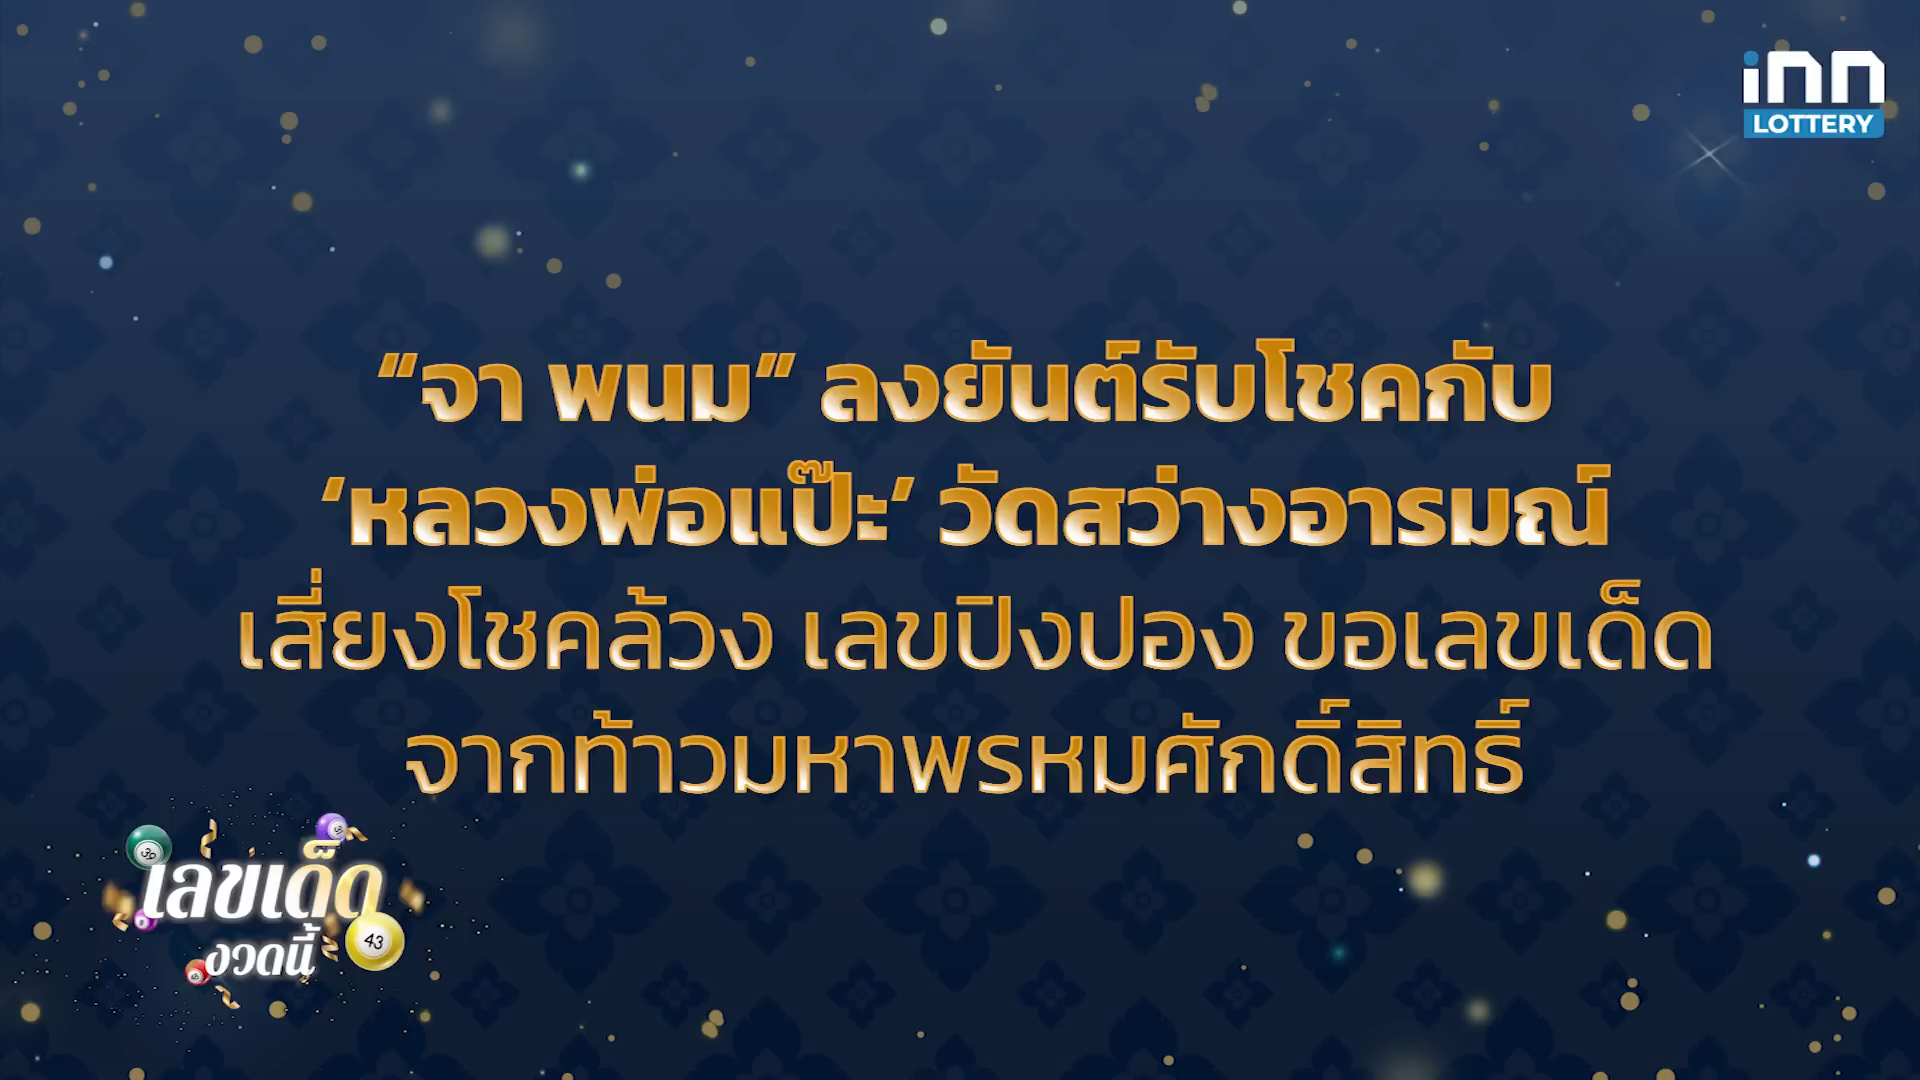 inn
LOTTERY
“จา พนม” ลงยันต์รับโชคกับ
‘หลวงพ่อแป๊ะ’ วัดสว่างอารมณ์
เสี่ยงโชคล้วง เลขปิงปอง ขอเลขเด็ด
จากท้าวมหาพรหมศักดิ์สิทธิ์
39
31
เลขเด็ด
งวดนี้
43